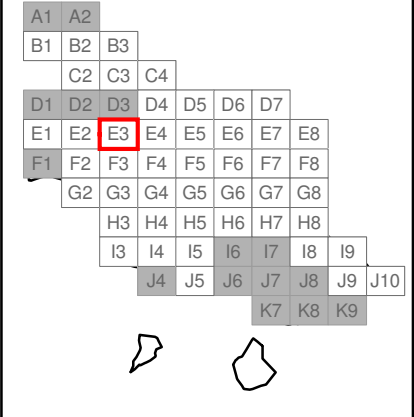 A1 A2
B1 B2 B3
C2 C3 C4
D1 D2 D3 D4 D5 D6 D7
E1 E2 E3 E4 E5 E6 E7 E8
F1 F2 F3 F4 F5 F6 F7 F8
G2 G3 G4 G5 G6 G7 G8
H3 H4 H5 H6 H7 H8
I3 I4 I5 I6 I7 I8 I9
J4 J5 J6 J7 J8 J9 J10
K7 K8 K9